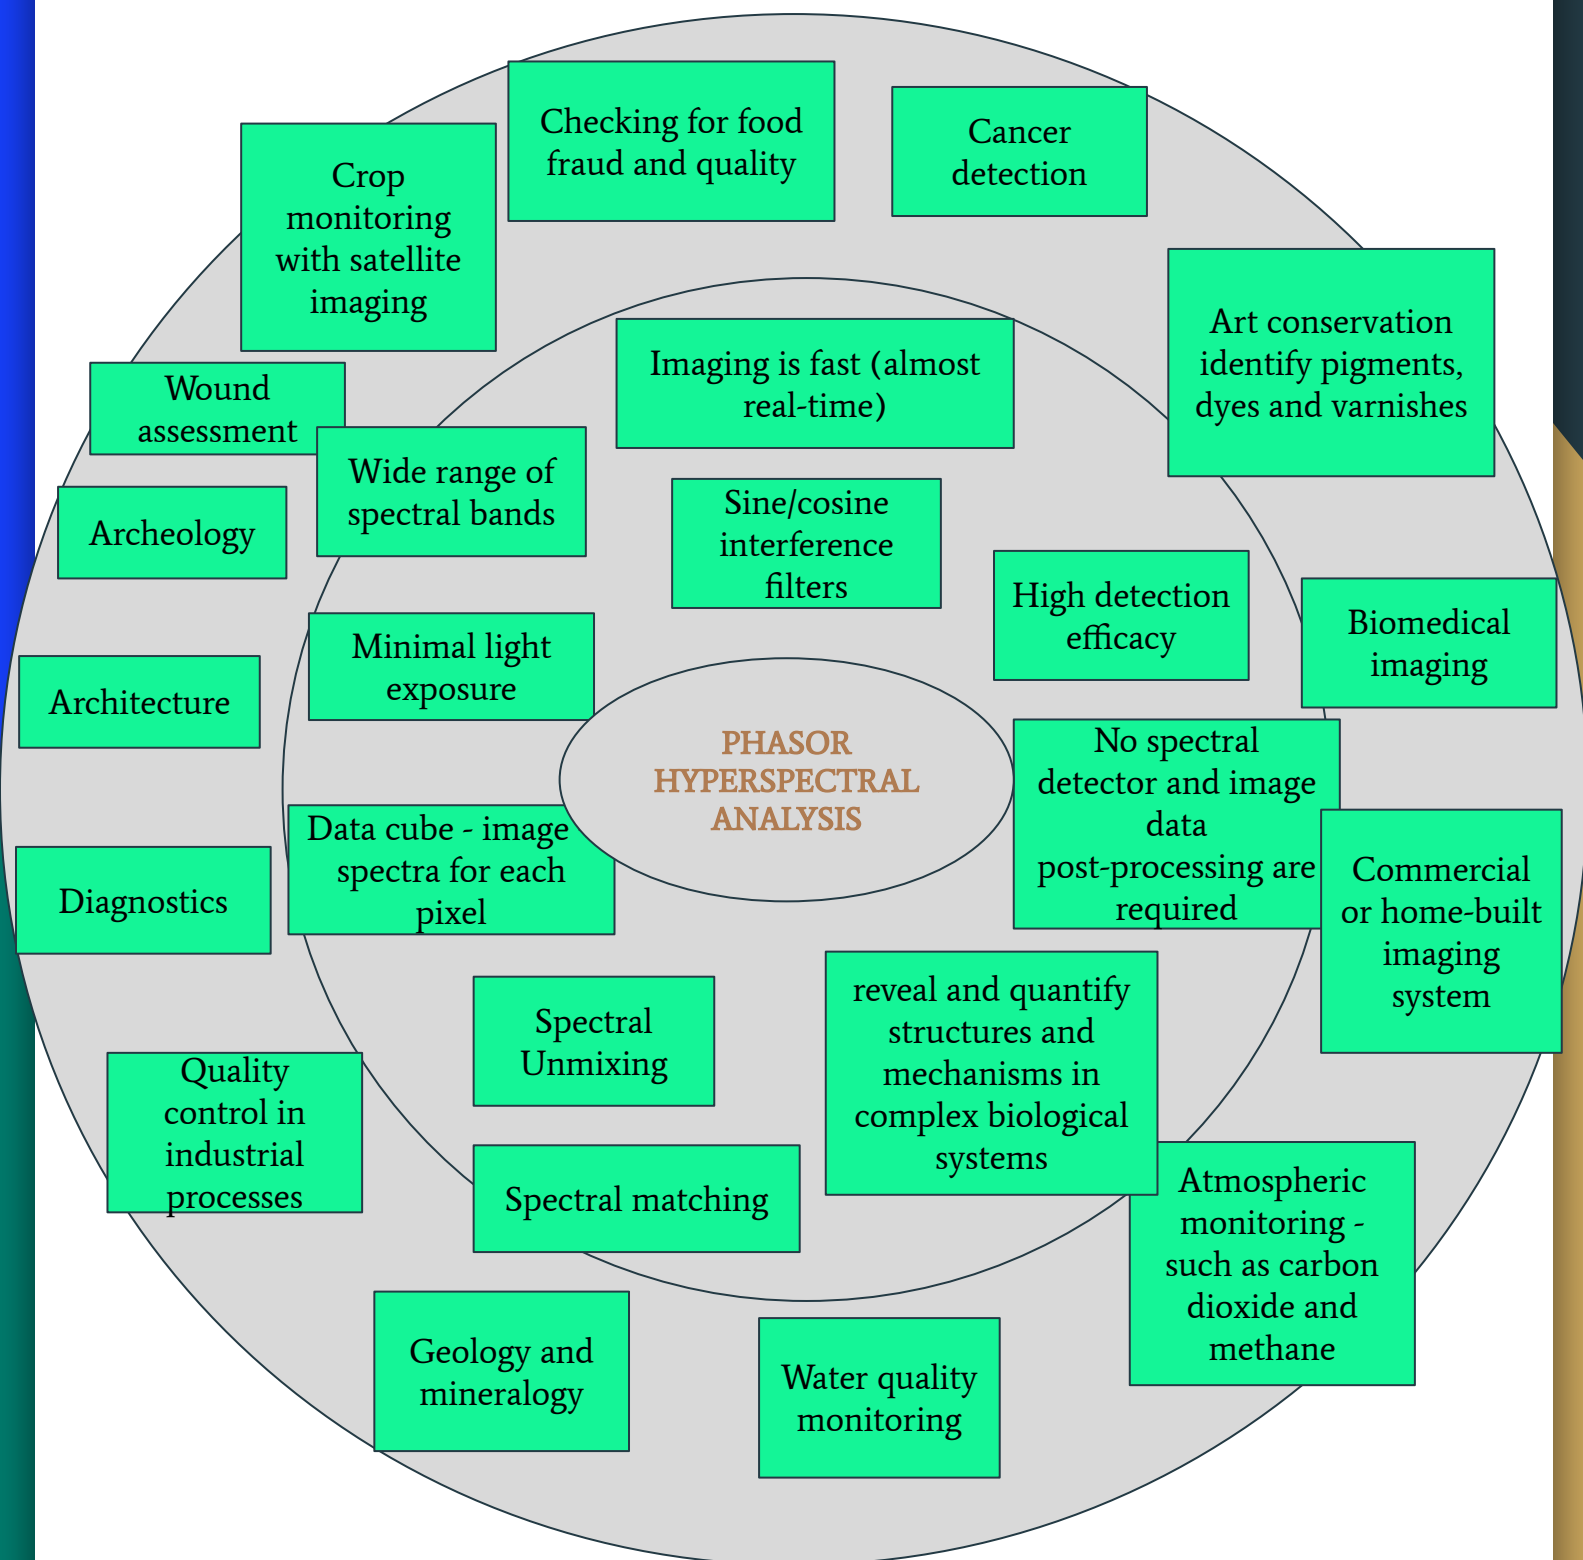 Checking for food
fraud and quality
Cancer
detection
Crop
monitoring
with satellite
imaging
Art conservation
identify pigments,
dyes and varnishes
Imaging is fast (almost
real-time)
Wound
assessment
Wide range of
spectral bands
Sine/cosine
interference
filters
Archeology
High detection
efficacy
Biomedical
imaging
Minimal light
exposure
Architecture
PHASOR
HYPERSPECTRAL
ANALYSIS
No spectral
detector and image
data
post-processing are
required
Data cube - image
spectra for each
pixel
Commercial
or home-built
imaging
system
Diagnostics
Spectral
Unmixing
reveal and quantify
structures and
mechanisms in
complex biological
systems
Quality
control in
industrial
processes
Spectral matching
Atmospheric
monitoring -
such as carbon
dioxide and
methane
Geology and
mineralogy
Water quality
monitoring